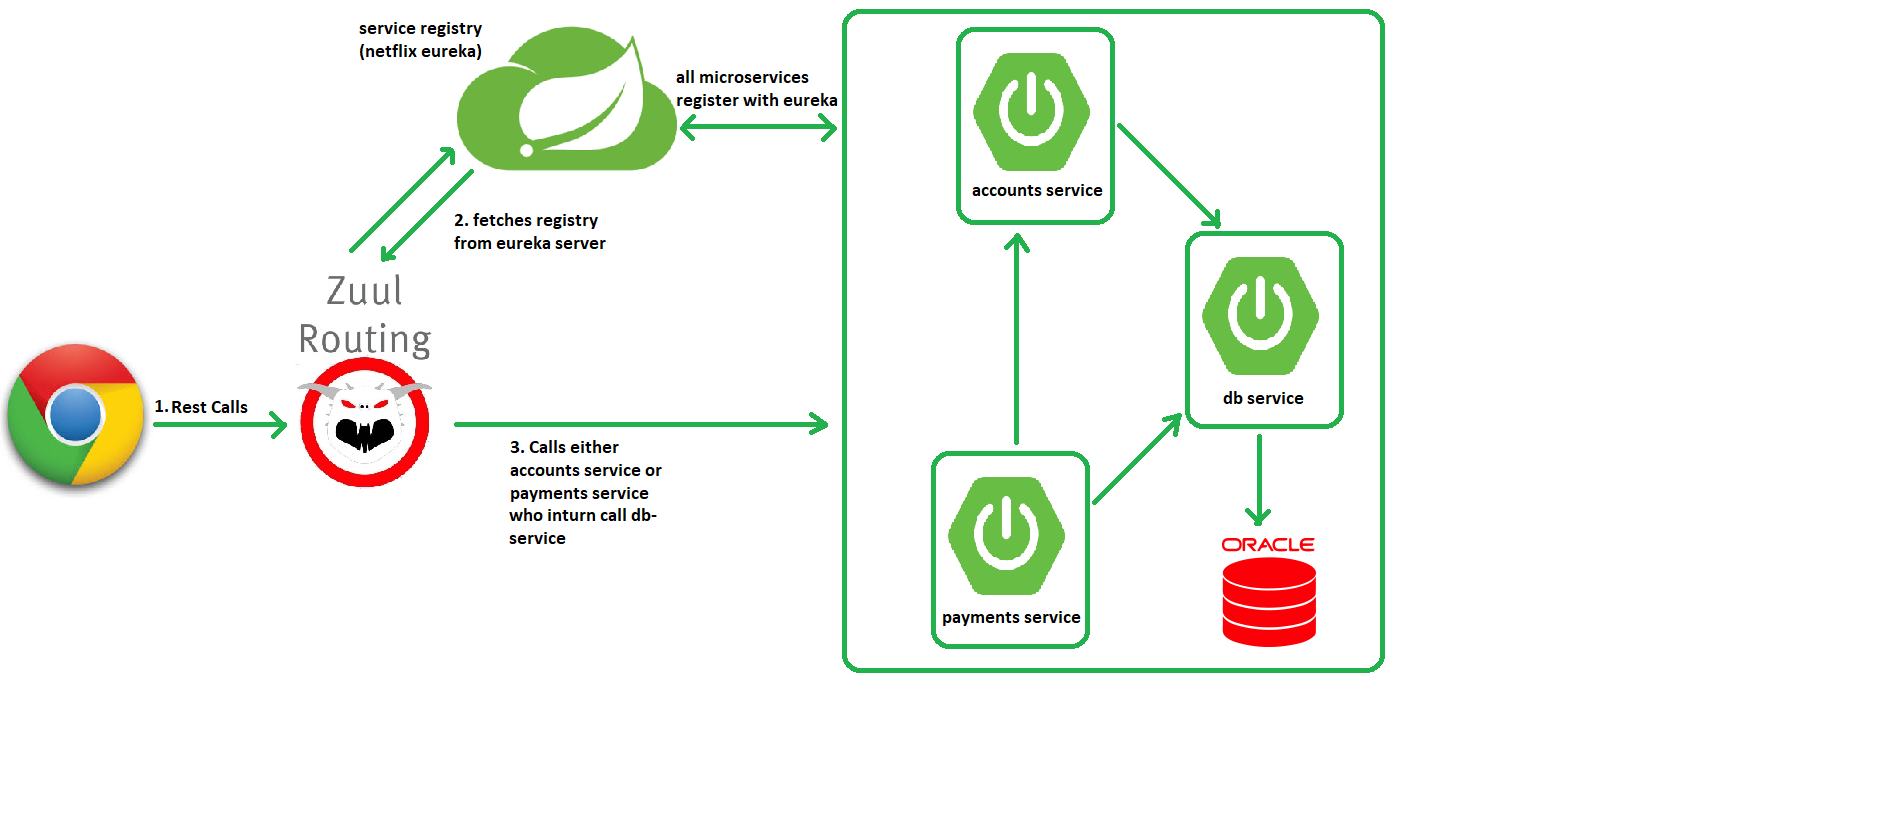 service registry
(netflix eureka)
all microservices
register with eureka
2. fetches registry
from eureka server
Zuul
Routing
1. Rest Calls
3. Calls either
accounts service or
payments service
who inturn call db-
service
accounts service
db service
payments service
ORACLE